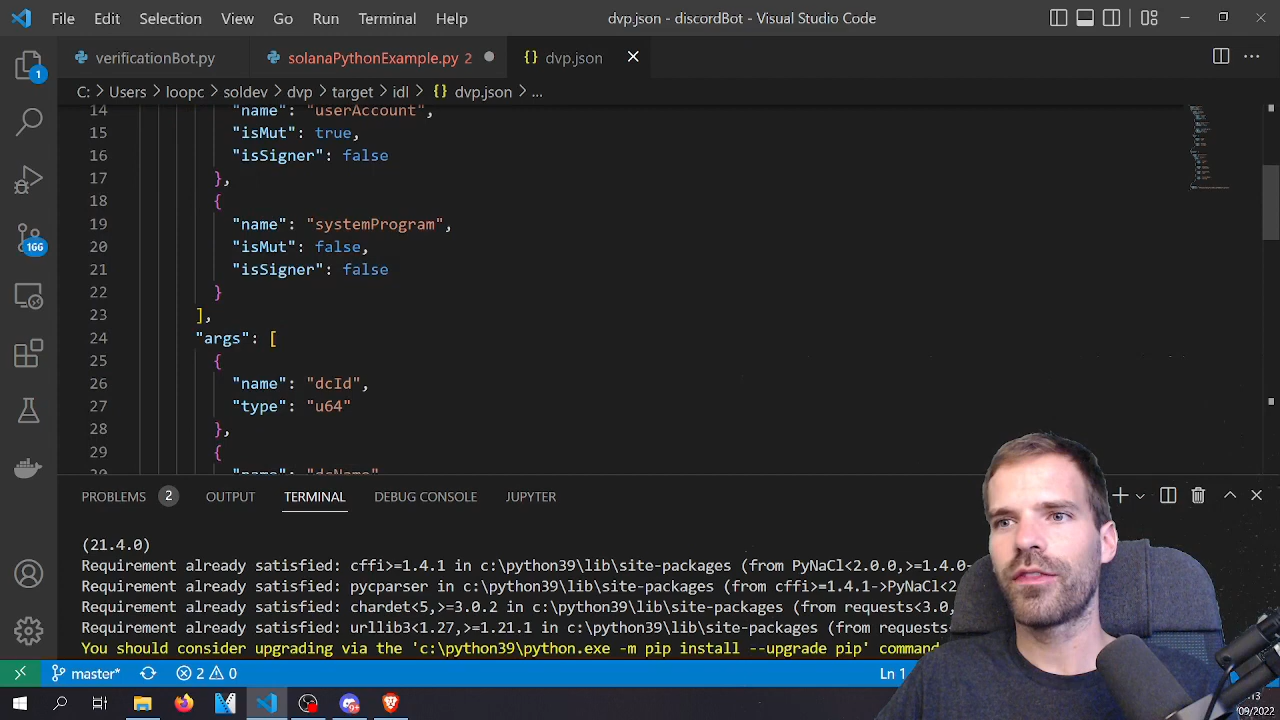 File Edit Selection View Go Run Terminal Help dvp.json - discordBot - Visual Studio Code
verificationBot.py solanaPythonExample.py 2 {} dvp.json
C: > Users > loopc > soldev > dvp > target > idl > {} dvp.json > ...
1
166
14 "name": "userAccount",
15 "isMut": true,
16 "isSigner": false
17 },
18 {
19 "name": "systemProgram",
20 "isMut": false,
21 "isSigner": false
22 }
23 ],
24 "args": [
25 {
26 "name": "dcId",
27 "type": "u64"
28 },
29 {
30 "name": "dcName"
PROBLEMS 2 OUTPUT TERMINAL DEBUG CONSOLE JUPYTER
(21.4.0)
Requirement already satisfied: cffi>=1.4.1 in c:\python39\lib\site-packages (from PyNaCl<2.0.0,>=1.4.0-
Requirement already satisfied: pycparser in c:\python39\lib\site-packages (from cffi>=1.4.1->PyNaCl<2
Requirement already satisfied: chardet<5,>=3.0.2 in c:\python39\lib\site-packages (from requests<3.0,
Requirement already satisfied: urllib3<1.27,>=1.21.1 in c:\python39\lib\site-packages (from requests
You should consider upgrading via the 'c:\python39\python.exe -m pip install --upgrade pip' command
master* 2 0 Ln 1
13
09/2022